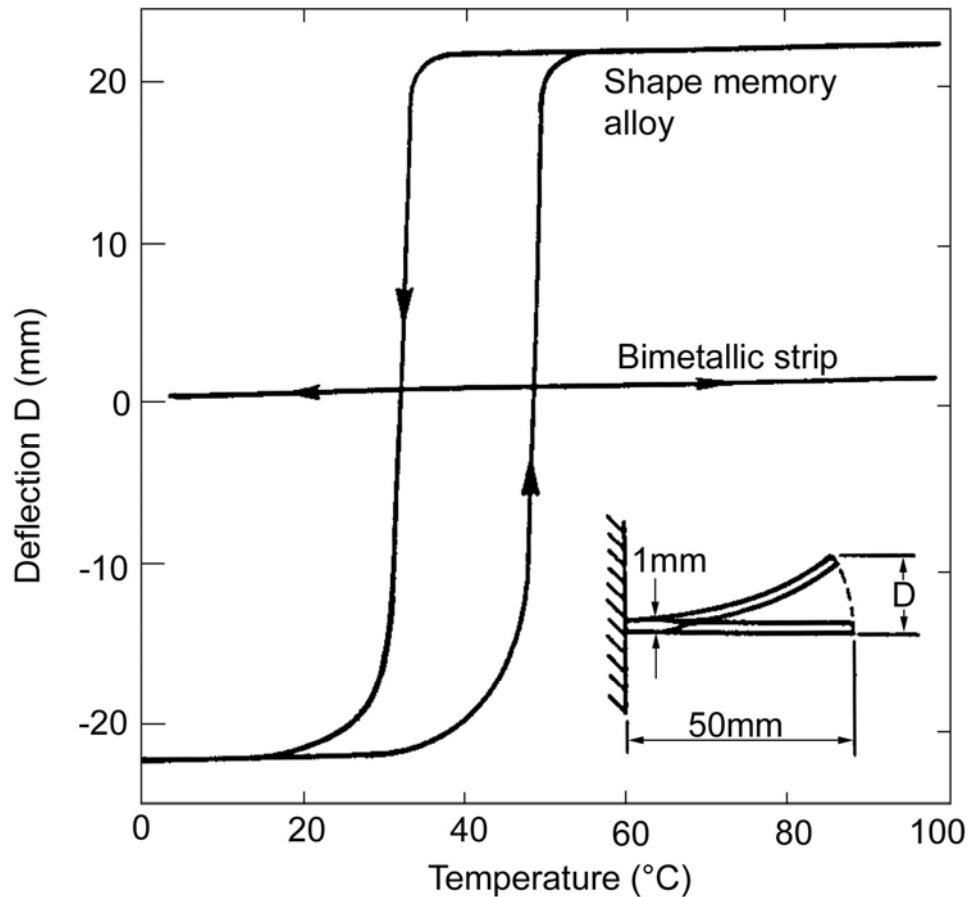 20
10
0
-10
-20
Deflection D (mm)
Shape memory
alloy
Bimetallic strip
1mm
D
50mm
0
20
40
60
80
100
Temperature (°C)